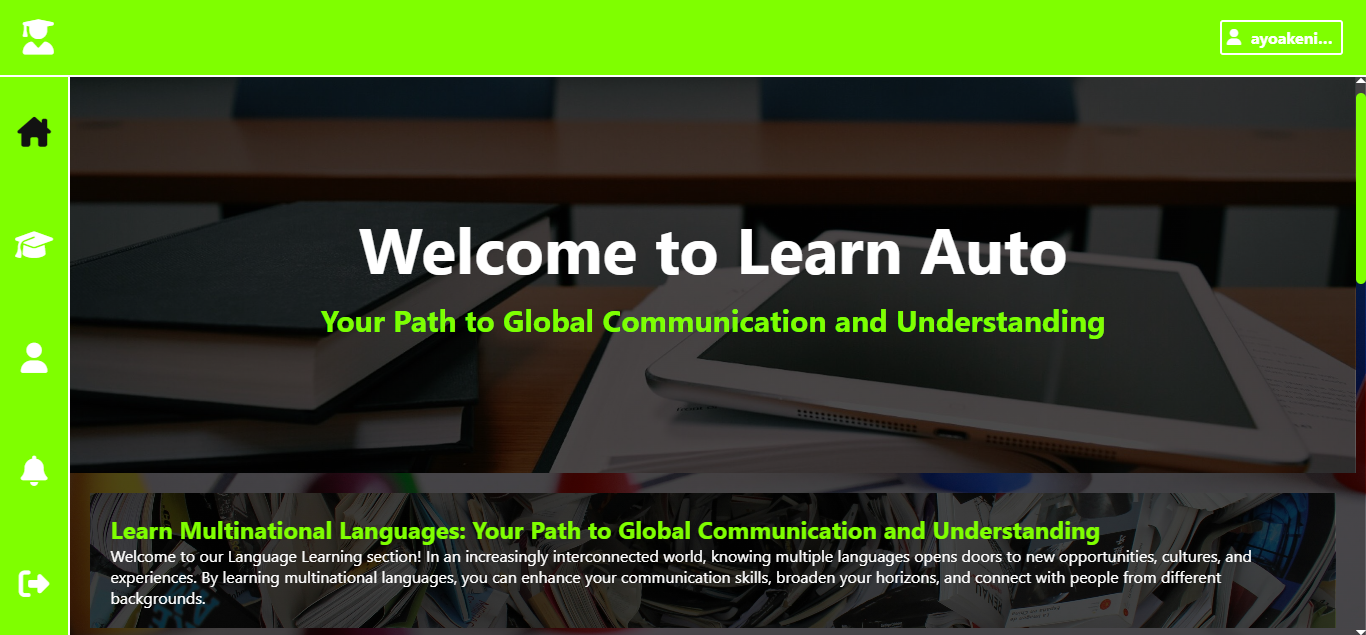 ayoakeni...
Welcome to Learn Auto
Your Path to Global Communication and Understanding
Learn Multinational Languages: Your Path to Global Communication and Understanding
Welcome to our Language Learning section! In an increasingly interconnected world, knowing multiple languages opens doors to new opportunities, cultures, and
experiences. By learning multinational languages, you can enhance your communication skills, broaden your horizons, and connect with people from different
backgrounds.